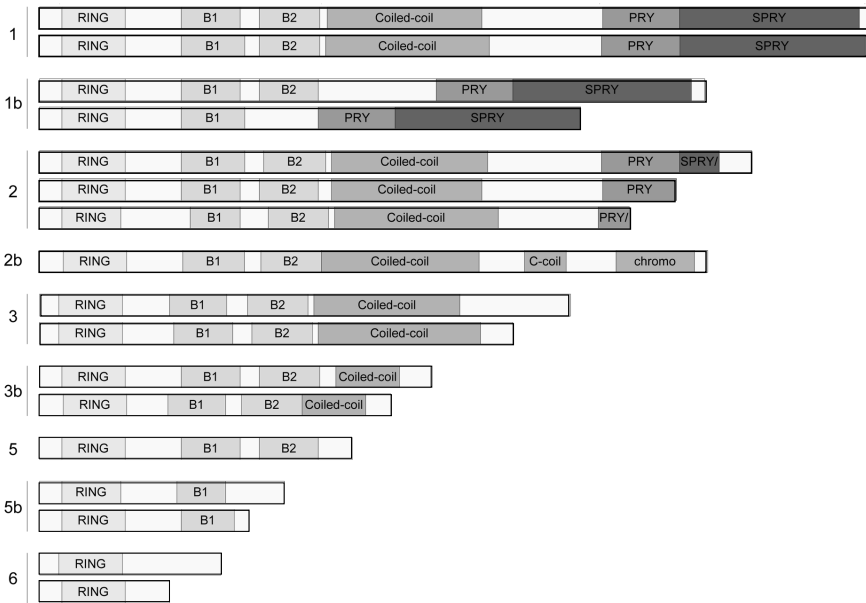 RING B1 B2 Coiled-coil PRY SPRY
1
RING B1 B2 Coiled-coil PRY SPRY
RING B1 B2 PRY SPRY
1b
RING B1 PRY SPRY
RING B1 B2 Coiled-coil PRY SPRY/
2 RING B1 B2 Coiled-coil PRY
RING B1 B2 Coiled-coil PRY/
2b RING B1 B2 Coiled-coil C-coil chromo
RING B1 B2 Coiled-coil
3
RING B1 B2 Coiled-coil
RING B1 B2 Coiled-coil
3b
RING B1 B2 Coiled-coil
5 RING B1 B2
RING B1
5b
RING B1
RING
6
RING